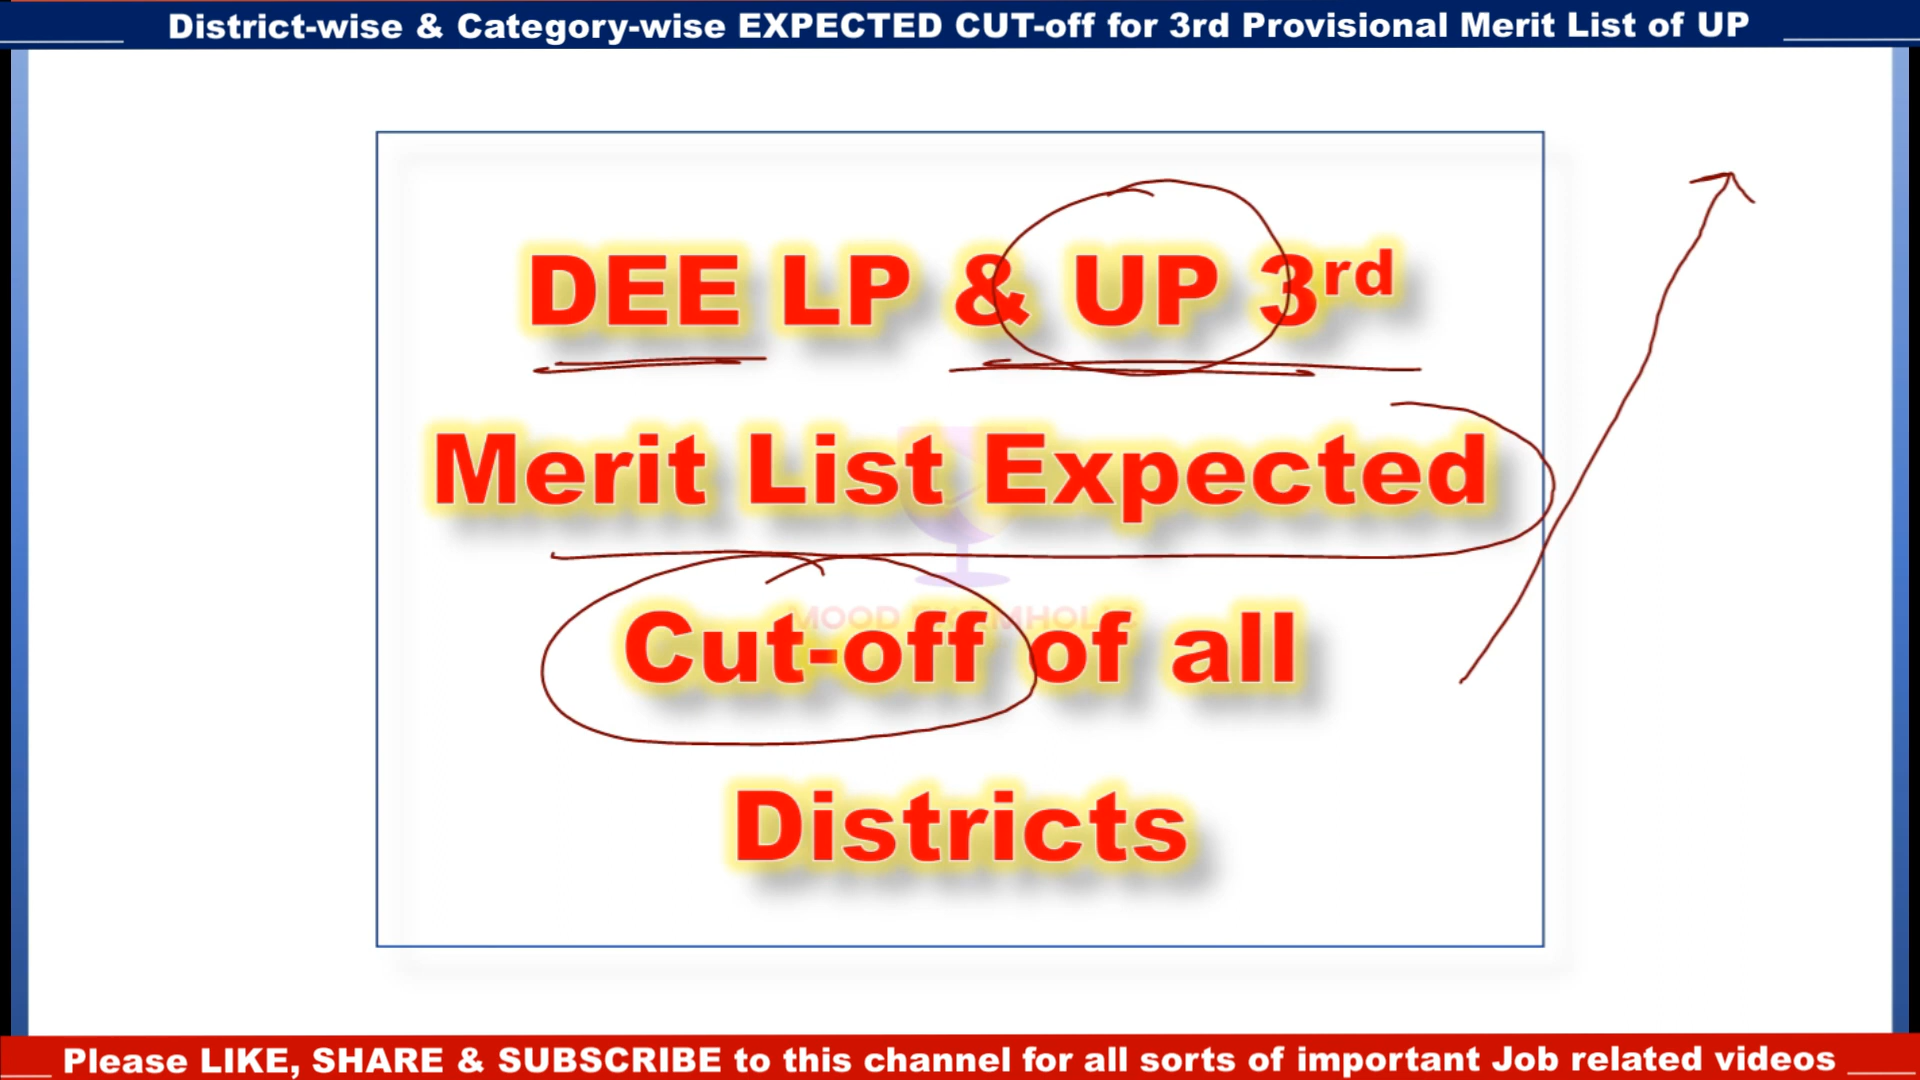 District-wise & Category-wise EXPECTED CUT-off for 3rd Provisional Merit List of UP
DEE LP & UP 3rd
Merit List Expected
Cut-off of all
Districts
Please LIKE, SHARE & SUBSCRIBE to this channel for all sorts of important Job related videos